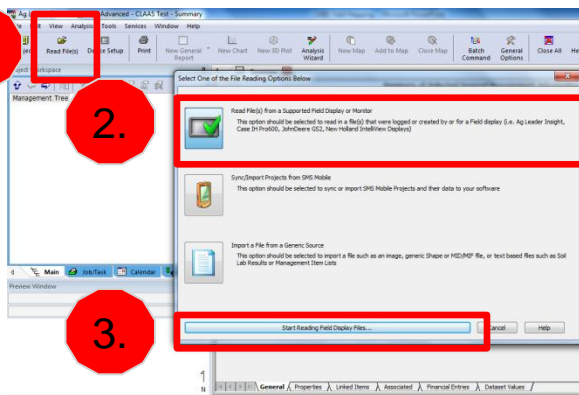 Advanced - CLAAS Test - Summary
View Analysis Tools Services Window Help
Read File(s) Device Setup Print New General Report New Chart New 3D Plot Analysis Wizard New Map Add to Map Close Map Batch Command General Options Close All
Management Tree
2.
Select One of the File Reading Options Below
Read File(s) from a Supported Field Display or Monitor
This option should be selected to read in a file(s) that were logged or created by or for a Field display (i.e. Ag Leader Insight,
Case IH Pro600, JohnDeere GS2, New Holland IntelliView Displays)
Sync/Import Projects from SMS Mobile
This option should be selected to sync or import SMS Mobile Projects and their data to your software
Import a File from a Generic Source
This option should be selected to import a file such as an image, generic Shape or MID/MIF file, or text based files such as Soil
Lab Results or Management Item Lists
Main Job/Task Calendar
Preview Window
3.
Start Reading Field Display Files... Cancel Help
1
N
General Properties Linked Items Associated Financial Entries Dataset Values